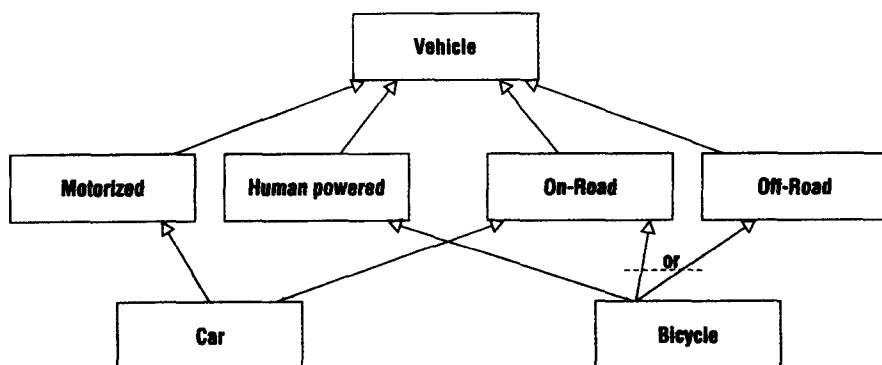 Vehicle
Motorized
Human powered
On-Road
Off-Road
or
Car
Bicycle